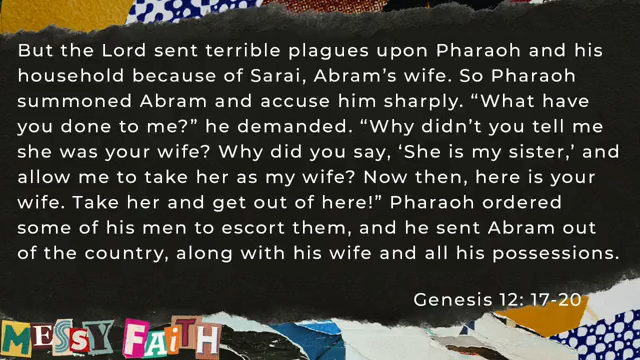 But the Lord sent terrible plagues upon Pharaoh and his
household because of Sarai, Abram’s wife. So Pharaoh
summoned Abram and accuse him sharply. “What have
you done to me?” he demanded. “Why didn’t you tell me
she was your wife? Why did you say, ‘She is my sister,’ and
allow me to take her as my wife? Now then, here is your
wife. Take her and get out of here!” Pharaoh ordered
some of his men to escort them, and he sent Abram out
of the country, along with his wife and all his possessions.
Genesis 12: 17-20
MESSY FAiTH